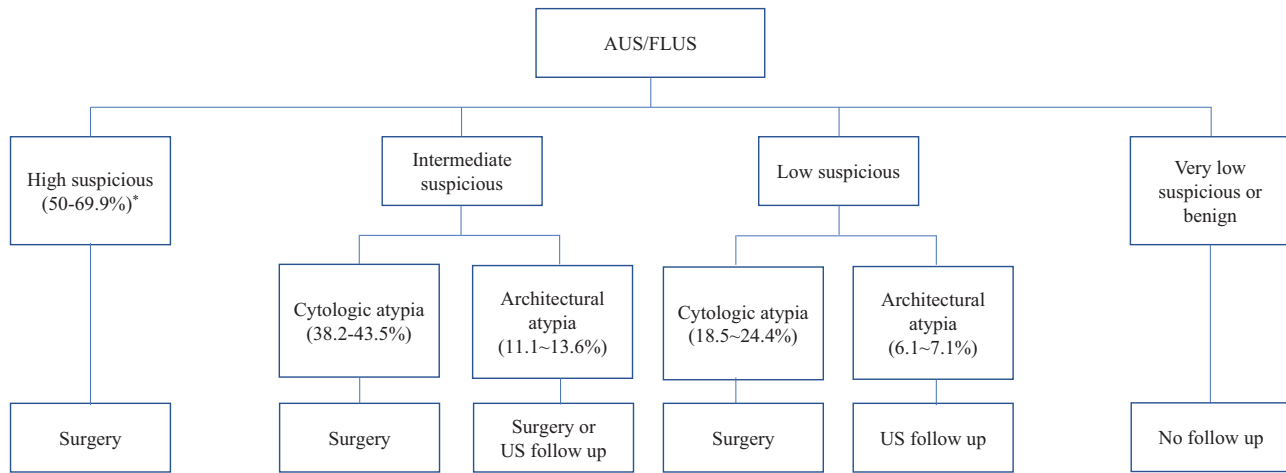 AUS/FLUS
High suspicious
(50-69.9%)*
Intermediate
suspicious
Low suspicious
Very low
suspicious or
benign
Cytologic atypia
(38.2-43.5%)
Architectural
atypia
(11.1~13.6%)
Cytologic atypia
(18.5~24.4%)
Architectural
atypia
(6.1~7.1%)
Surgery
Surgery
Surgery or
US follow up
Surgery
US follow up
No follow up